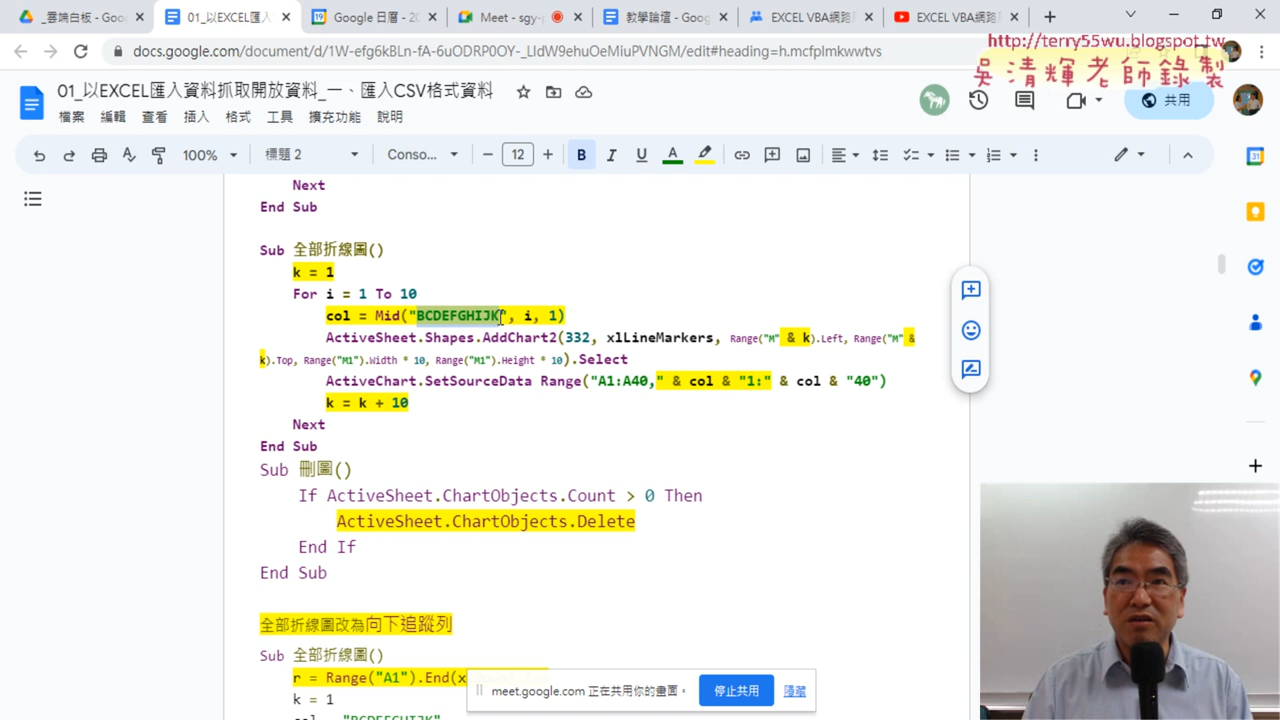 _雲端白板 - Goo
01_以EXCEL匯入
Google 日曆 - 20
Meet - sgy-
教學論壇 - Goog
EXCEL VBA網路
EXCEL VBA網路
docs.google.com/document/d/1W-efg6kBLn-fA-6uODRP0OY-_LIdW9ehuOeMiuPVNGM/edit#heading=h.mcfplmkwwtvs
http://terry55wu.blogspot.tw
吳清輝老師錄製
01_以EXCEL匯入資料抓取開放資料_一、匯入CSV格式資料
檔案 編輯 查看 插入 格式 工具 擴充功能 說明
共用
100% 標題 2 Conso... 12 B I U A
Next
End Sub
Sub 全部折線圖()
k = 1
For i = 1 To 10
col = Mid("BCDEFGHIJK", i, 1)
ActiveSheet.Shapes.AddChart2(332, xlLineMarkers, Range("M" & k).Left, Range("M" &
k).Top, Range("M1").Width * 10, Range("M1").Height * 10).Select
ActiveChart.SetSourceData Range("A1:A40," & col & "1:" & col & "40")
k = k + 10
Next
End Sub
Sub 刪圖()
If ActiveSheet.ChartObjects.Count > 0 Then
ActiveSheet.ChartObjects.Delete
End If
End Sub
全部折線圖改為向下追蹤列
Sub 全部折線圖()
r = Range("A1").End(x
k = 1
meet.google.com 正在共用你的畫面。
停止共用
隱藏